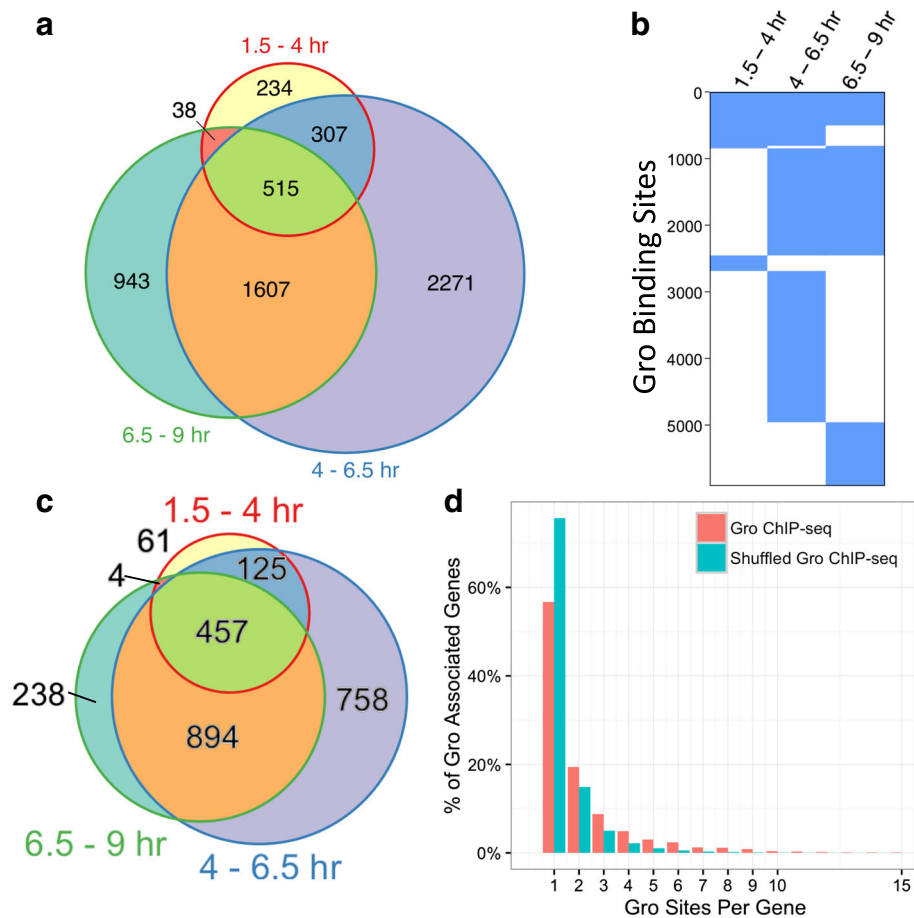 a
1.5 - 4 hr
234
38
307
515
943
1607
2271
6.5 - 9 hr
4 - 6.5 hr
b
1.5 – 4 hr
4 – 6.5 hr
6.5 – 9 hr
Gro Binding Sites
0
1000
2000
3000
4000
5000
c
1.5 - 4 hr
61
4
125
457
238
758
894
6.5 - 9 hr
4 - 6.5 hr
d
Gro ChIP-seq
Shuffled Gro ChIP-seq
% of Gro Associated Genes
60%
40%
20%
0%
1 2 3 4 5 6 7 8 9 10 15
Gro Sites Per Gene